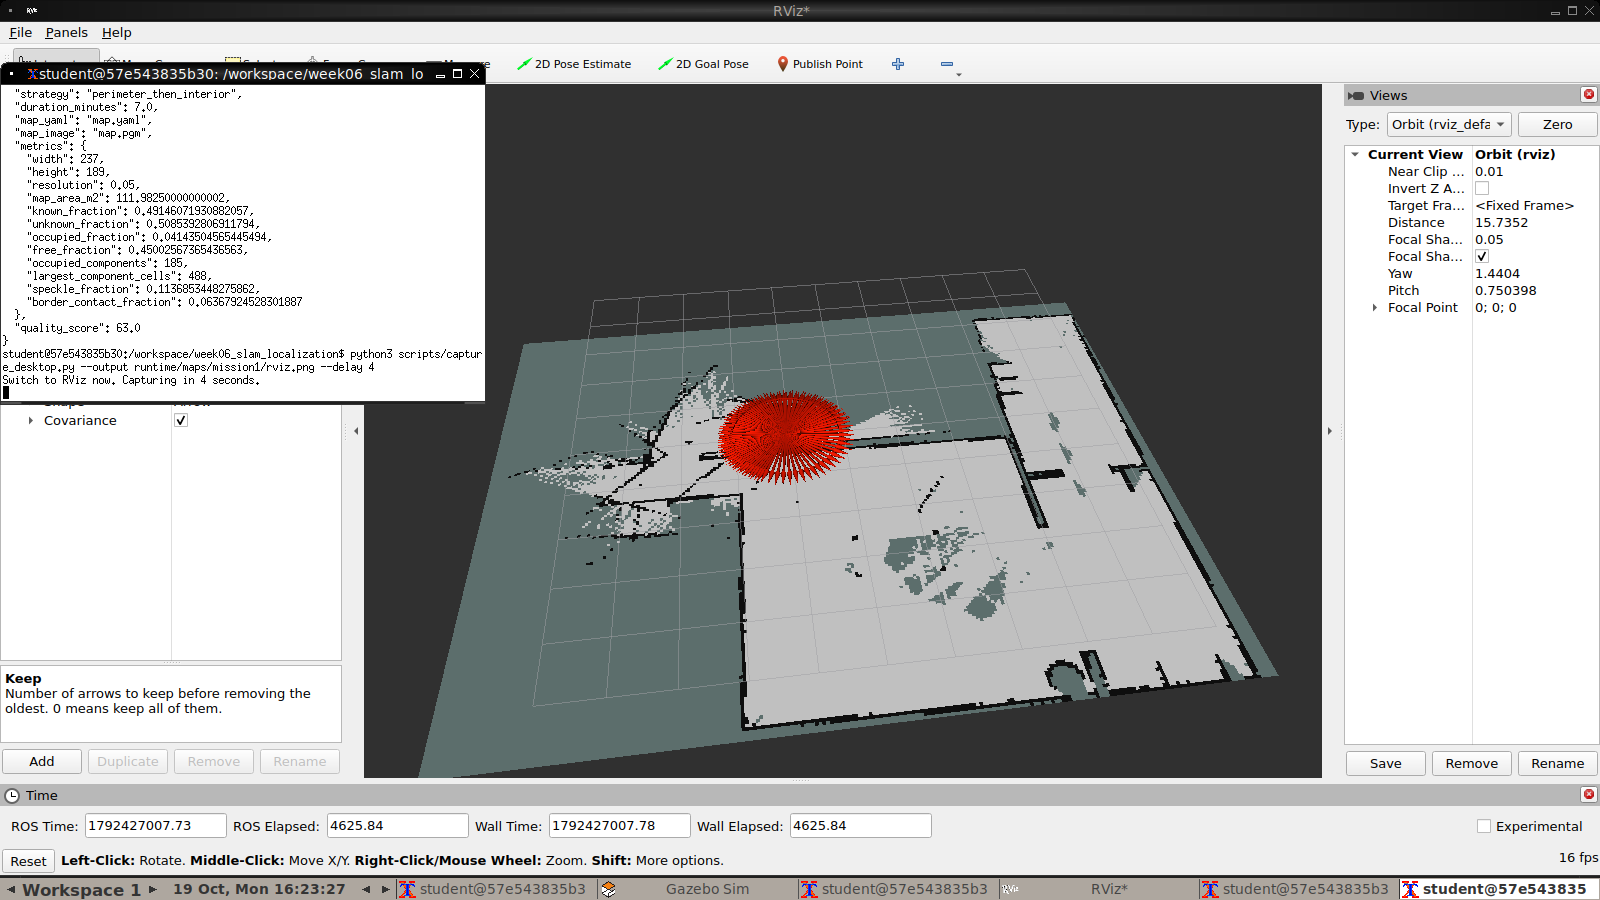 RViz*
File Panels Help
2D Pose Estimate
2D Goal Pose
Publish Point
student@57e543835b30: /workspace/week06_slam_lo
"strategy": "perimeter_then_interior",
"duration_minutes": 7.0,
"map_yaml": "map.yaml",
"map_image": "map.pgm",
"metrics": {
"width": 237,
"height": 189,
"resolution": 0.05,
"map_area_m2": 111.98250000000002,
"known_fraction": 0.49146071930882057,
"unknown_fraction": 0.5085392806911794,
"occupied_fraction": 0.04143504565445494,
"free_fraction": 0.45002567365436563,
"occupied_components": 185,
"largest_component_cells": 488,
"speckle_fraction": 0.1136853448275862,
"border_contact_fraction": 0.06367924528301887
},
"quality_score": 63.0
}
student@57e543835b30:/workspace/week06_slam_localization$ python3 scripts/captur
e_desktop.py --output runtime/maps/mission1/rviz.png --delay 4
Switch to RViz now. Capturing in 4 seconds.
Covariance
Keep
Number of arrows to keep before removing the
oldest. 0 means keep all of them.
Add Duplicate Remove Rename
Views
Type: Orbit (rviz_defa Zero
Current View Orbit (rviz)
Near Clip ... 0.01
Invert Z A...
Target Fra... <Fixed Frame>
Distance 15.7352
Focal Sha... 0.05
Focal Sha...
Yaw 1.4404
Pitch 0.750398
Focal Point 0; 0; 0
Save Remove Rename
Time
ROS Time: 1792427007.73 ROS Elapsed: 4625.84 Wall Time: 1792427007.78 Wall Elapsed: 4625.84 Experimental
Reset Left-Click: Rotate. Middle-Click: Move X/Y. Right-Click/Mouse Wheel: Zoom. Shift: More options. 16 fps
Workspace 1 19 Oct, Mon 16:23:27 student@57e543835b3 Gazebo Sim student@57e543835b3 RViz* student@57e543835b3 student@57e543835